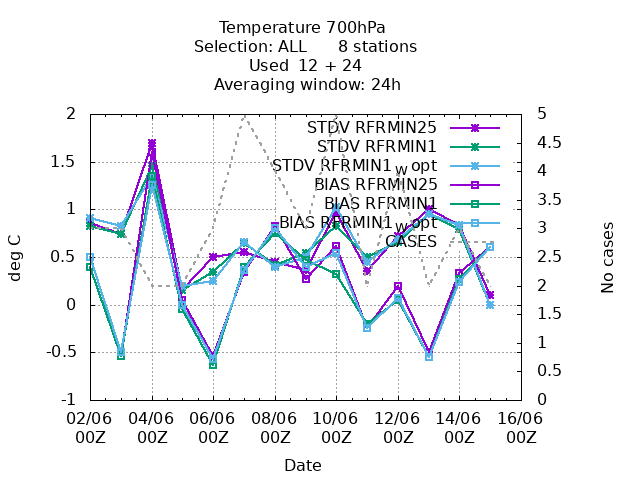 Temperature 700hPa
Selection: ALL      8 stations
Used  12 + 24
Averaging window: 24h
STDV RFRMIN25
STDV RFRMIN1
STDV RFRMIN1_w opt
BIAS RFRMIN25
BIAS RFRMIN1
BIAS RFRMIN1_w opt
CASES
2
1.5
1
0.5
0
-0.5
-1
deg C
5
4.5
4
3.5
3
2.5
2
1.5
1
0.5
0
No cases
02/06 04/06 06/06 08/06 10/06 12/06 14/06 16/06
00Z 00Z 00Z 00Z 00Z 00Z 00Z 00Z
Date